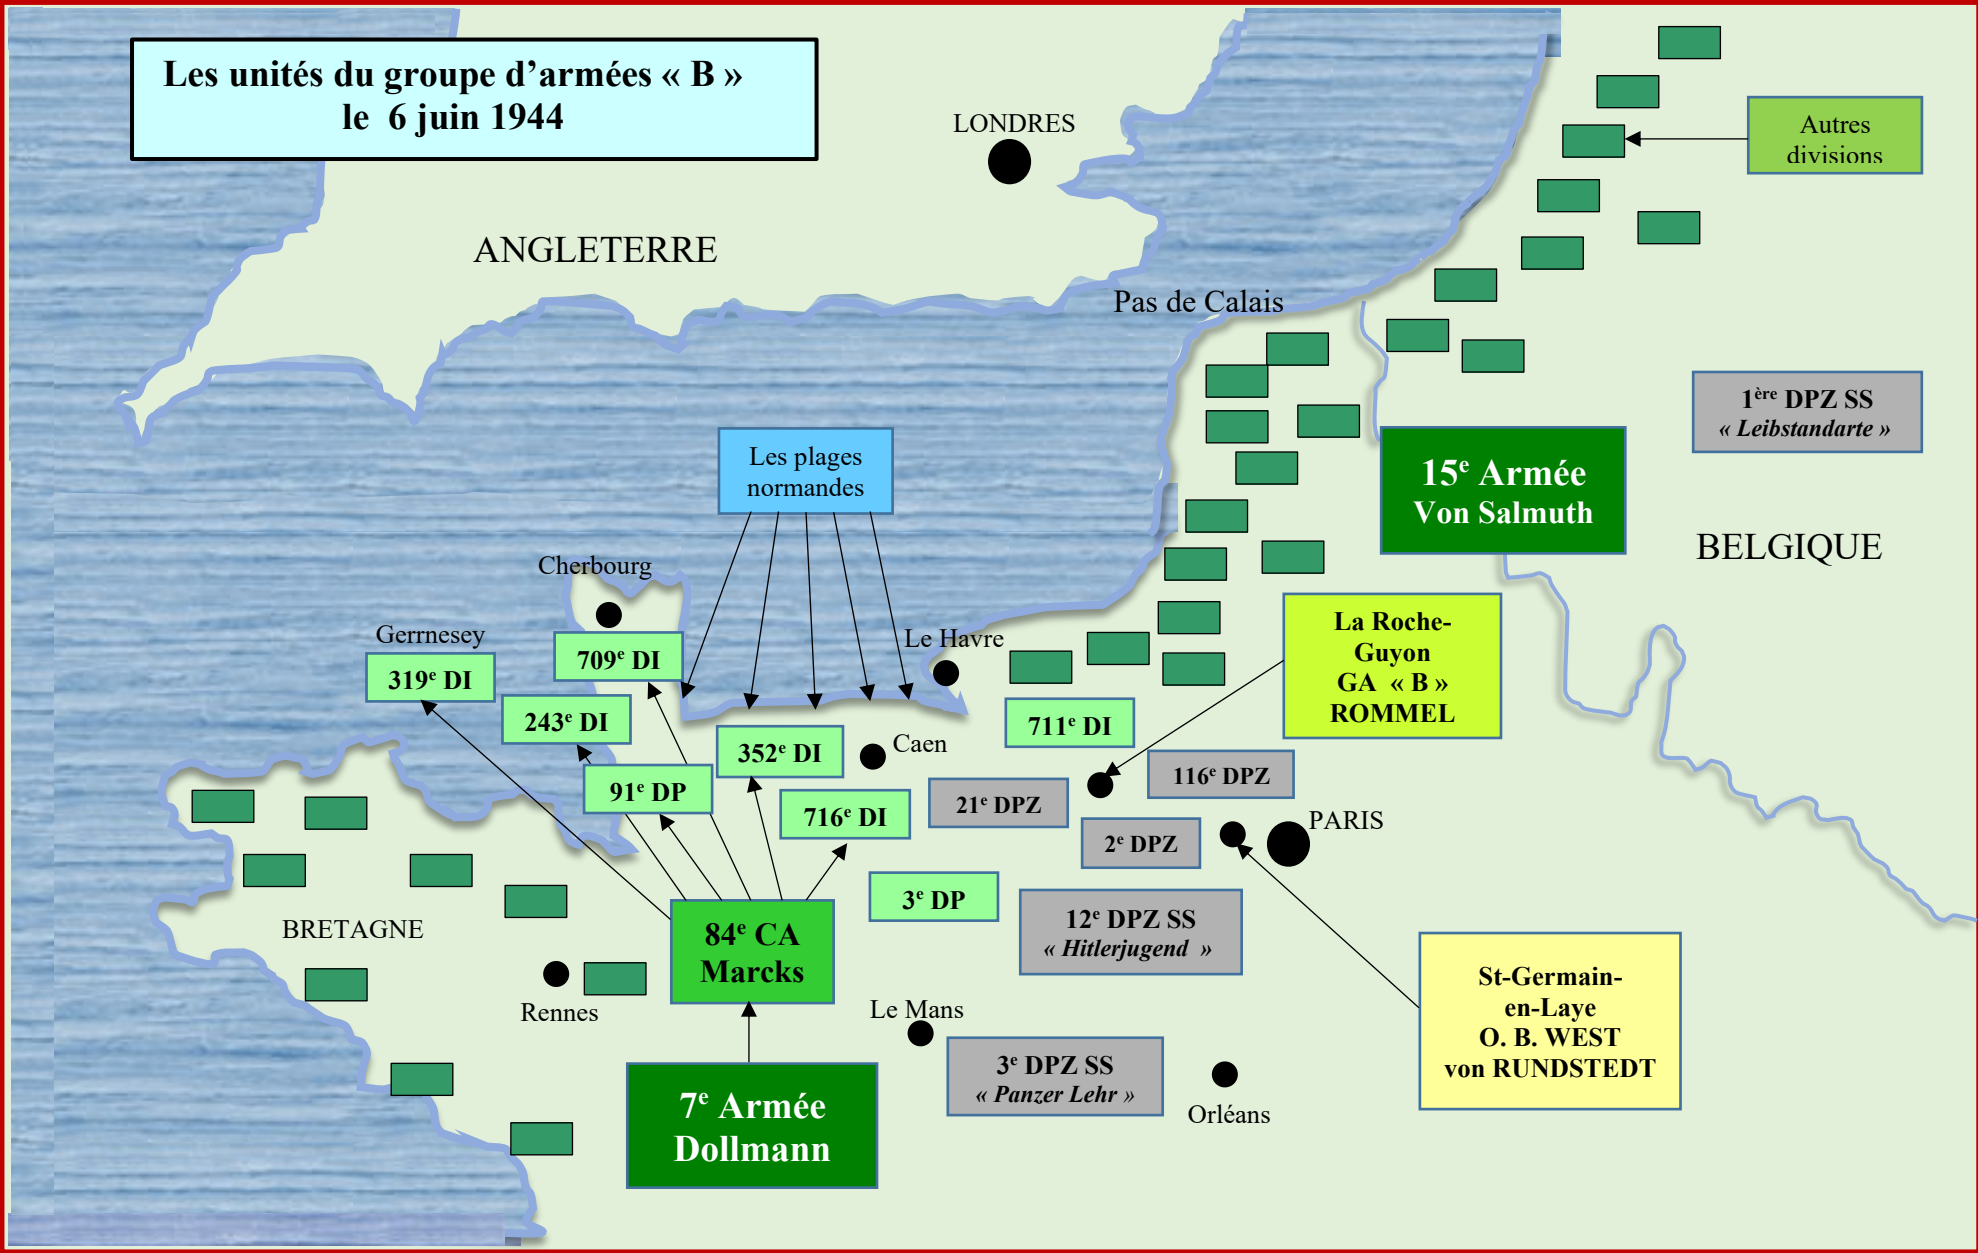 Les unités du groupe d’armées « B »
le 6 juin 1944
LONDRES
Autres
divisions
ANGLETERRE
Pas de Calais
1ère DPZ SS
« Leibstandarte »
Les plages
normandes
15e Armée
Von Salmuth
BELGIQUE
Cherbourg
La Roche-
Guyon
GA « B »
ROMMEL
Gerrnesey
Le Havre
709e DI
319e DI
243e DI
711e DI
352e DI
Caen
116e DPZ
91e DP
21e DPZ
716e DI
PARIS
2e DPZ
3e DP
12e DPZ SS
« Hitlerjugend »
BRETAGNE
84e CA
Marcks
St-Germain-
en-Laye
O. B. WEST
von RUNDSTEDT
Rennes
Le Mans
3e DPZ SS
« Panzer Lehr »
Orléans
7e Armée
Dollmann